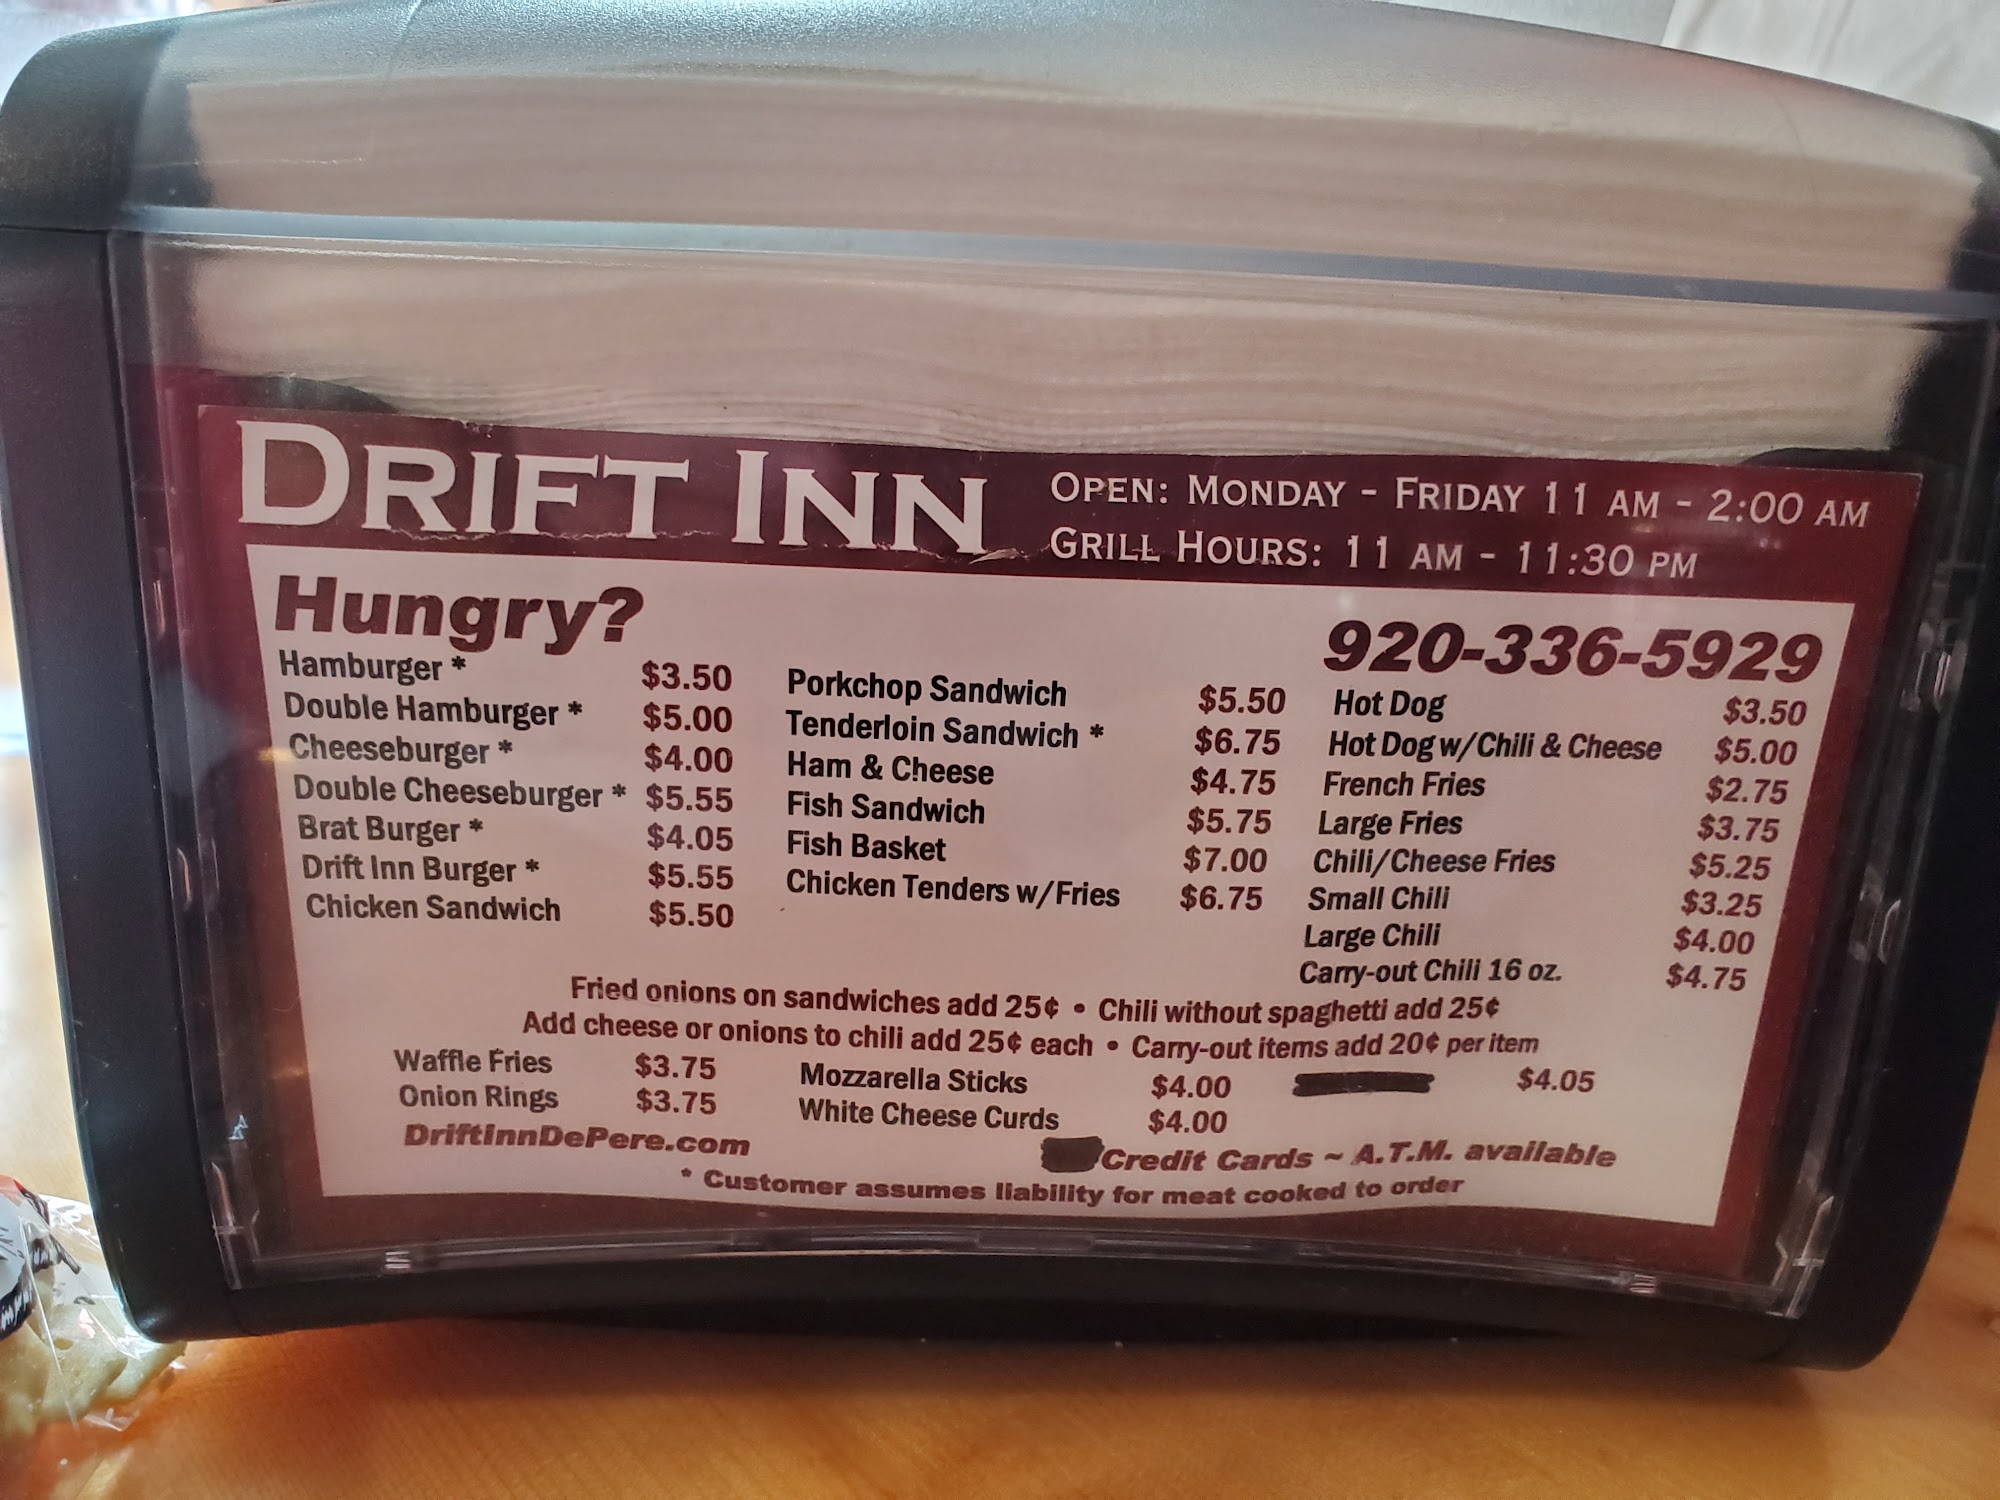 DRIFT INN
OPEN: MONDAY - FRIDAY 11 AM - 2:00 AM
GRILL HOURS: 11 AM - 11:30 PM
Hungry?
920-336-5929
Hamburger * $3.50
Double Hamburger * $5.00
Cheeseburger * $4.00
Double Cheeseburger * $5.55
Brat Burger * $4.05
Drift Inn Burger * $5.55
Chicken Sandwich $5.50
Porkchop Sandwich $5.50
Tenderloin Sandwich * $6.75
Ham & Cheese $4.75
Fish Sandwich $5.75
Fish Basket $7.00
Chicken Tenders w/Fries $6.75
Hot Dog $3.50
Hot Dog w/Chili & Cheese $5.00
French Fries $2.75
Large Fries $3.75
Chili/Cheese Fries $5.25
Small Chili $3.25
Large Chili $4.00
Carry-out Chili 16 oz. $4.75
Fried onions on sandwiches add 25¢ • Chili without spaghetti add 25¢
Add cheese or onions to chili add 25¢ each • Carry-out items add 20¢ per item
Waffle Fries $3.75
Onion Rings $3.75
Mozzarella Sticks $4.00
White Cheese Curds $4.00
$4.05
DriftInnDePere.com
Credit Cards ~ A.T.M. available
* Customer assumes liability for meat cooked to order